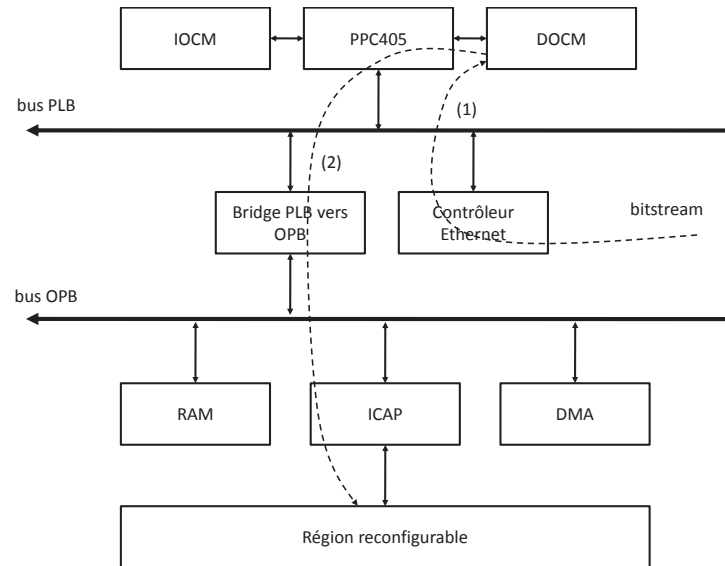 IOCM
PPC405
DOCM
bus PLB
(1)
(2)
Bridge PLB vers
OPB
Contrôleur
Ethernet
bitstream
bus OPB
RAM
ICAP
DMA
Région reconfigurable